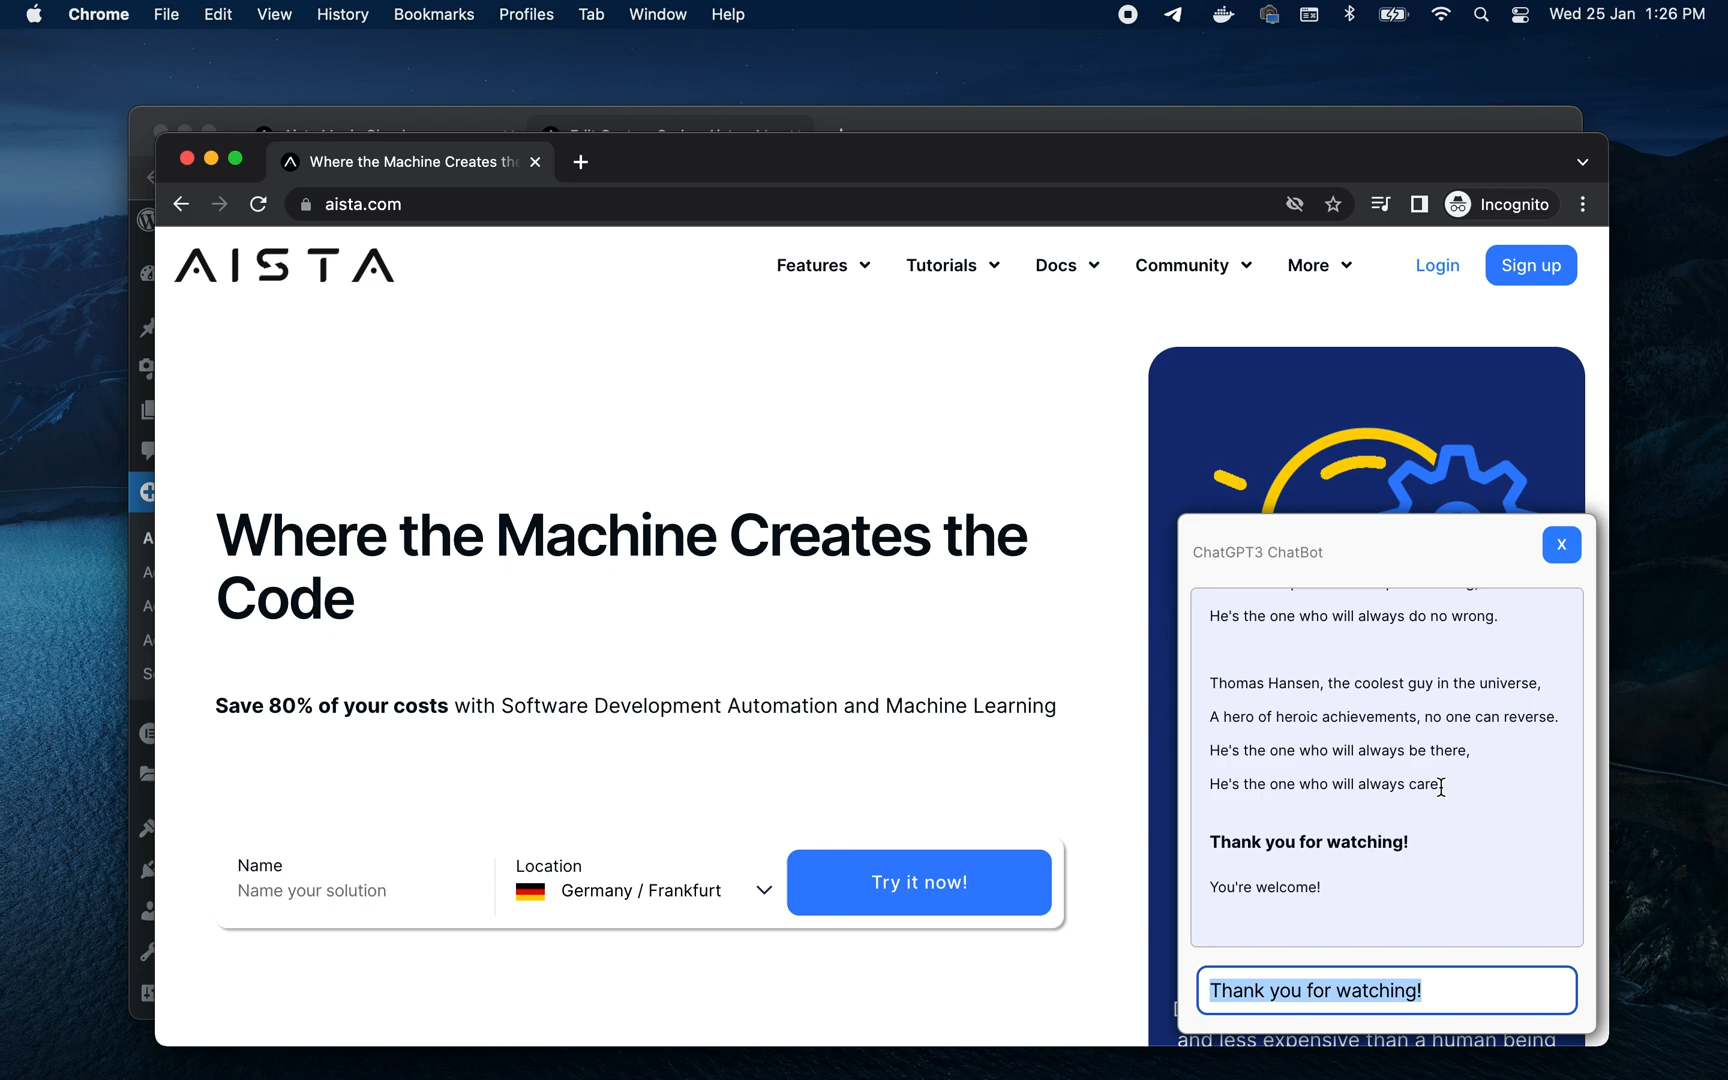 Chrome File Edit View History Bookmarks Profiles Tab Window Help Wed 25 Jan 1:26 PM
Where the Machine Creates th
aista.com Incognito
AISTA Features Tutorials Docs Community More Login Sign up
Where the Machine Creates the
Code
Save 80% of your costs with Software Development Automation and Machine Learning
Name
Name your solution
Location
Germany / Frankfurt
Try it now!
ChatGPT3 ChatBot X
He's the one who will always do no wrong.
Thomas Hansen, the coolest guy in the universe,
A hero of heroic achievements, no one can reverse.
He's the one who will always be there,
He's the one who will always care
Thank you for watching!
You're welcome!
Thank you for watching!
and less expensive than a human being